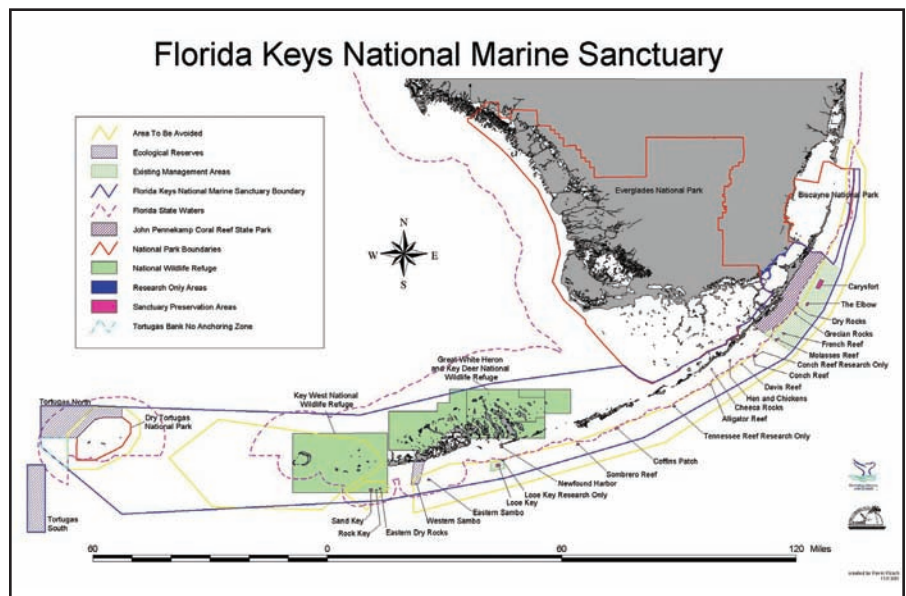 Florida Keys National Marine Sanctuary
Area To Be Avoided
Ecological Reserves
Existing Management Areas
Florida Keys National Marine Sanctuary Boundary
Florida State Waters
John Pennekamp Coral Reef State Park
National Park Boundaries
National Wildlife Refuge
Research Only Areas
Sanctuary Preservation Areas
Tortugas Bank No Anchoring Zone
N
W
E
S
Everglades National Park
Biscayne National Park
Carysfort
The Elbow
Dry Rocks
Grecian Rocks
French Reef
Molasses Reef
Conch Reef Research Only
Conch Reef
Davis Reef
Hen and Chickens
Cheeca Rocks
Alligator Reef
Tennessee Reef Research Only
Coffins Patch
Sombrero Reef
Great White Heron
and Key Deer National
Wildlife Refuge
Key West National
Wildlife Refuge
Tortugas North
Dry Tortugas
National Park
Newfound Harbor
Looe Key Research Only
Looe Key
Eastern Sambo
Western Sambo
Eastern Dry Rocks
Sand Key
Rock Key
Tortugas
South
60
0
60
120
Miles